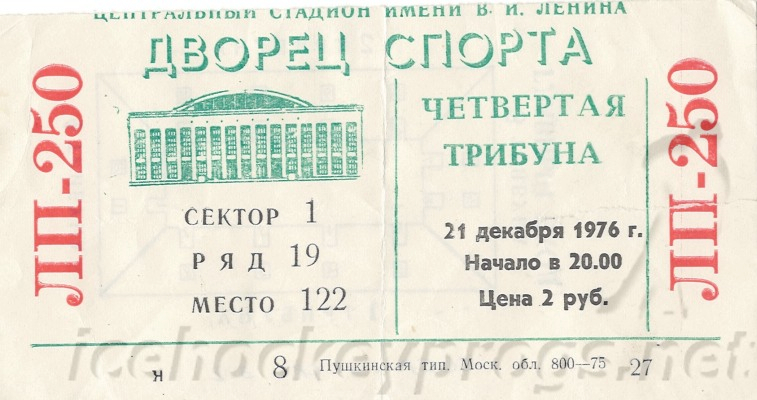 ЦЕНТРАЛЬНЫЙ СТАДИОН ИМЕНИ В. И. ЛЕНИНА
ДВОРЕЦ СПОРТА
ЛП-250
ЧЕТВЕРТАЯ
ТРИБУНА
СЕКТОР 1
РЯД 19
МЕСТО 122
21 декабря 1976 г.
Начало в 20.00
Цена 2 руб.
ЛП-250
я 8 Пушкинская тип. Моск. обл. 800—75 27
icehockeyprogs.net